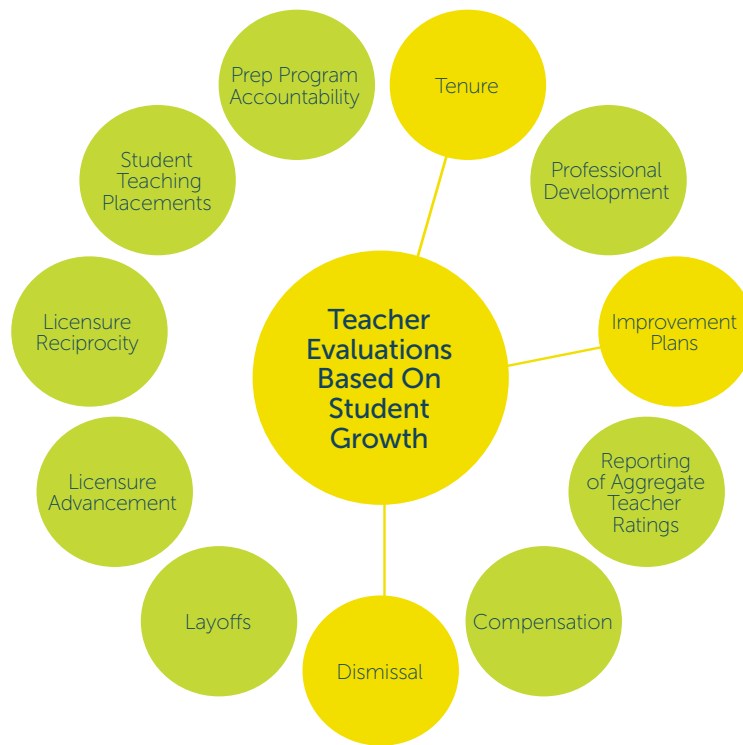 Prep Program
Accountability
Tenure
Student
Teaching
Placements
Professional
Development
Licensure
Reciprocity
Teacher
Evaluations
Based On
Student
Growth
Improvement
Plans
Licensure
Advancement
Reporting
of Aggregate
Teacher
Ratings
Layoffs
Compensation
Dismissal